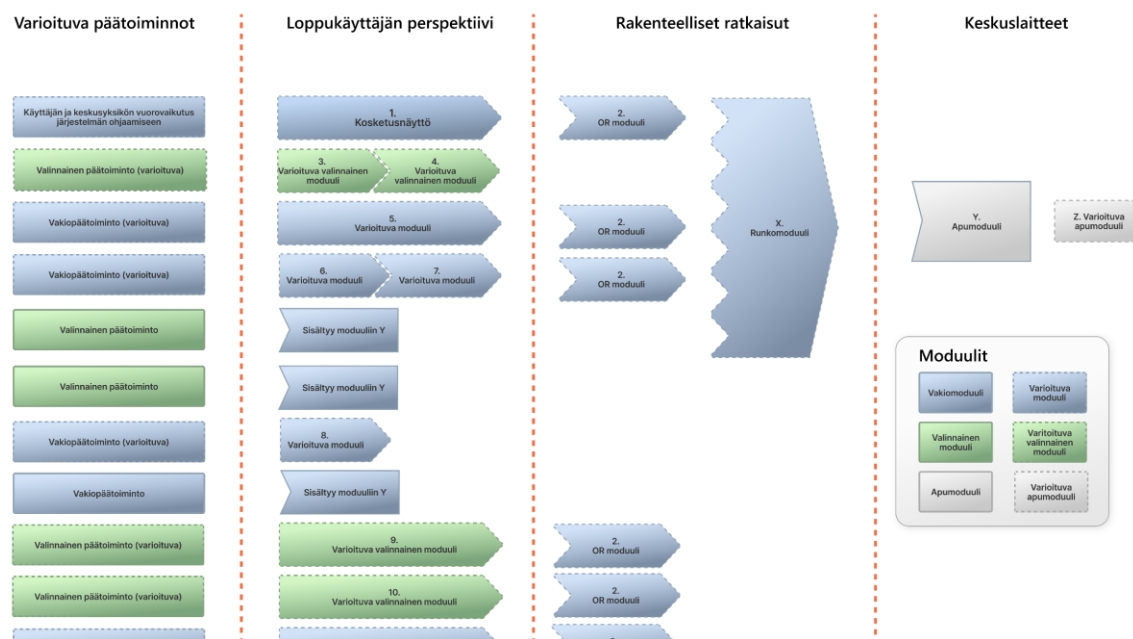 Varioituva päätoiminnot
Loppukäyttäjän perspektiivi
Rakenteelliset ratkaisut
Keskuslaitteet
Käyttäjän ja keskusyksikön vuorovaikutus
järjestelmän ohjaamiseen
1.
Kosketusnäyttö
2.
OR moduuli
Valinnainen päätoiminto (varioituva)
3.
Varioituva valinnainen
moduuli
4.
Varioituva
valinnainen moduuli
Vakiopäätoiminto (varioituva)
5.
Varioituva moduuli
2.
OR moduuli
X.
Runkomoduuli
Y.
Apumoduuli
Z. Varioituva
apumoduuli
Vakiopäätoiminto (varioituva)
6.
Varioituva moduuli
7.
Varioituva moduuli
2.
OR moduuli
Valinnainen päätoiminto
Sisältyy moduuliin Y
Valinnainen päätoiminto
Sisältyy moduuliin Y
Vakiopäätoiminto (varioituva)
8.
Varioituva moduuli
Vakiopäätoiminto
Sisältyy moduuliin Y
Valinnainen päätoiminto (varioituva)
9.
Varioituva valinnainen moduuli
2.
OR moduuli
Valinnainen päätoiminto (varioituva)
10.
Varioituva valinnainen moduuli
2.
OR moduuli
Moduulit
Vakiomoduuli
Varioituva
moduuli
Valinnainen
moduuli
Varitoituva
valinnainen
moduuli
Apumoduuli
Varioituva
apumoduuli